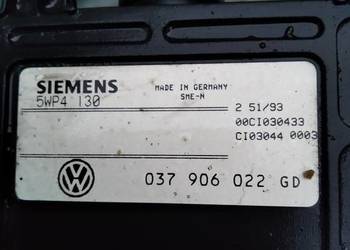 SIEMENS
5WP4 130
MADE IN GERMANY
SME-N
2 51/93
00CI030433
CI03044 0003
037 906 022 GD